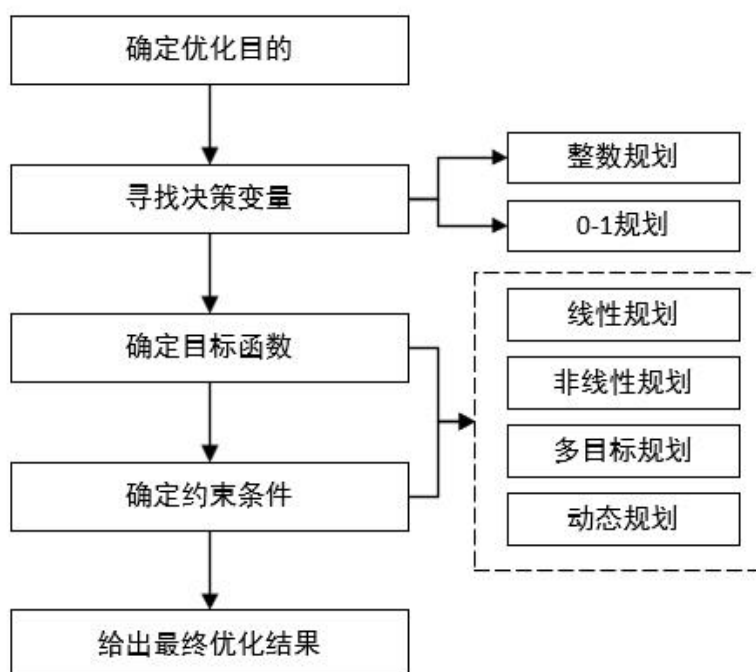 确定优化目的
寻找决策变量
整数规划
0-1规划
确定目标函数
线性规划
非线性规划
多目标规划
动态规划
确定约束条件
给出最终优化结果